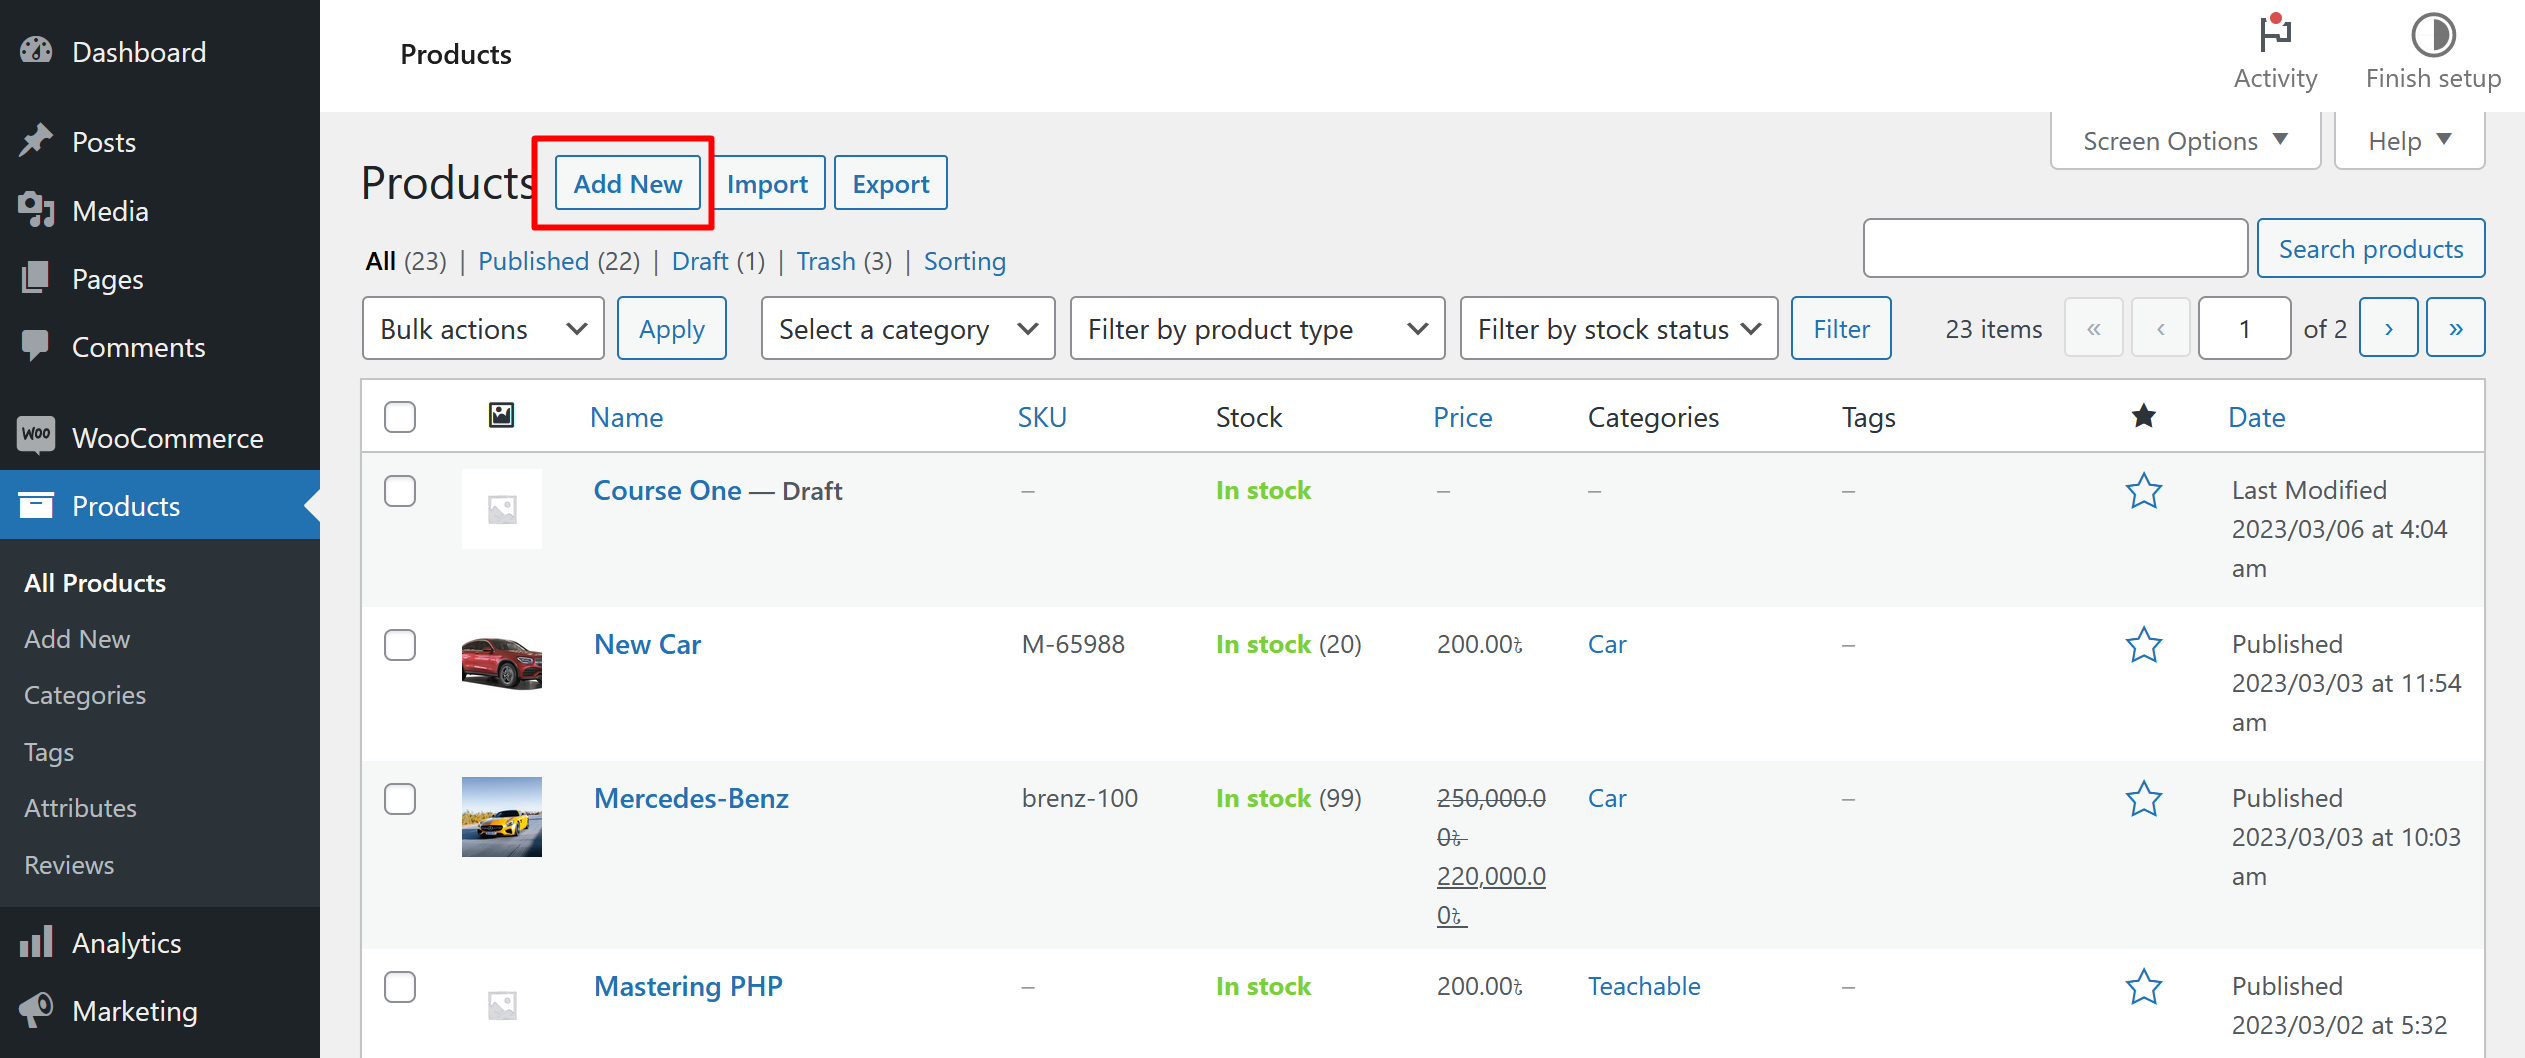 Dashboard
Posts
Media
Pages
Comments
WooCommerce
Products
All Products
Add New
Categories
Tags
Attributes
Reviews
Analytics
Marketing
Products
Activity
Finish setup
Screen Options
Help
Products Add New Import Export
All (23) | Published (22) | Draft (1) | Trash (3) | Sorting
Search products
Bulk actions Apply Select a category Filter by product type Filter by stock status Filter 23 items « ‹ 1 of 2 › »
Name SKU Stock Price Categories Tags Date
Course One — Draft – In stock – – – Last Modified
2023/03/06 at 4:04
am
New Car M-65988 In stock (20) 200.00৳ Car – Published
2023/03/03 at 11:54
am
Mercedes-Benz brenz-100 In stock (99) 250,000.0 Car – Published
0৳ 2023/03/03 at 10:03
220,000.0 am
0৳
Mastering PHP – In stock 200.00৳ Teachable – Published
2023/03/02 at 5:32